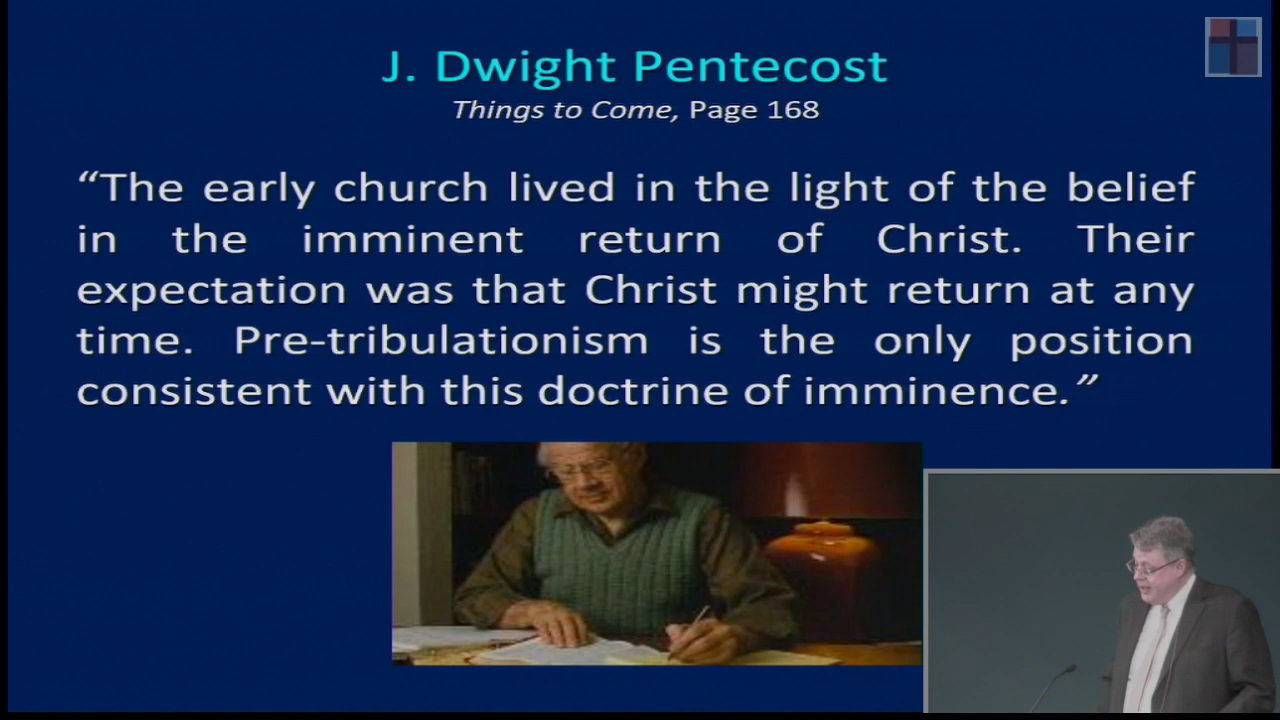 J. Dwight Pentecost
Things to Come, Page 168
“The early church lived in the light of the belief
in the imminent return of Christ. Their
expectation was that Christ might return at any
time. Pre-tribulationism is the only position
consistent with this doctrine of imminence.”